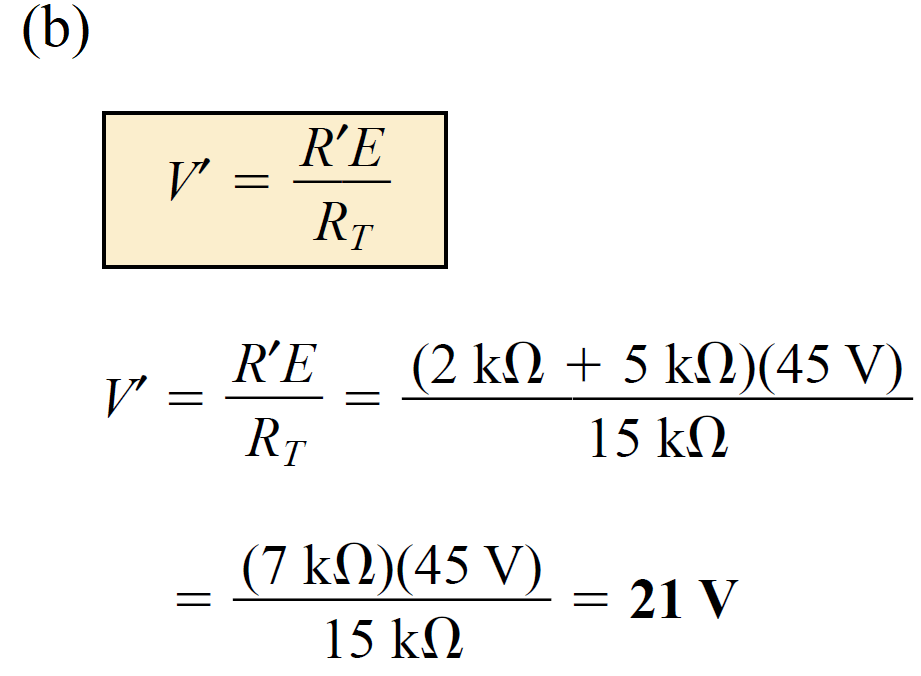 (b)
V′ = R′E / R_T
V′ = R′E / R_T = (2 kΩ + 5 kΩ)(45 V) / 15 kΩ
= (7 kΩ)(45 V) / 15 kΩ = 21 V